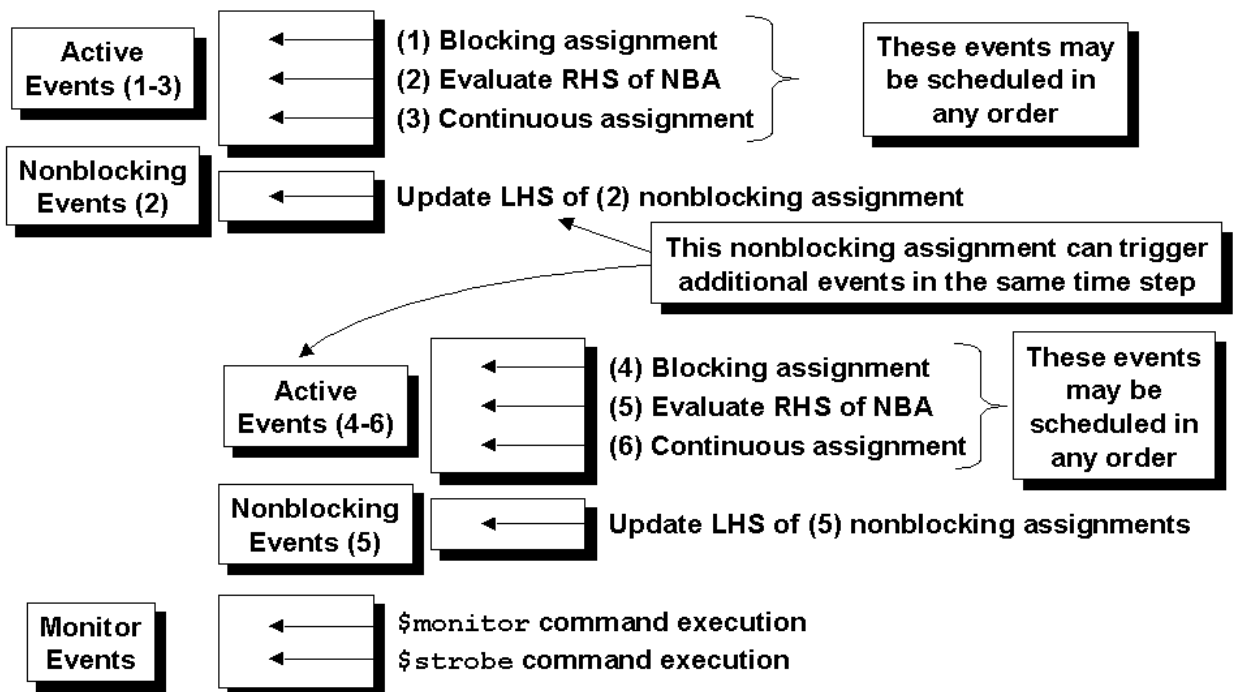 Active
Events (1-3)
(1) Blocking assignment
(2) Evaluate RHS of NBA
(3) Continuous assignment
These events may
be scheduled in
any order
Nonblocking
Events (2)
Update LHS of (2) nonblocking assignment
This nonblocking assignment can trigger
additional events in the same time step
Active
Events (4-6)
(4) Blocking assignment
(5) Evaluate RHS of NBA
(6) Continuous assignment
These events
may be
scheduled in
any order
Nonblocking
Events (5)
Update LHS of (5) nonblocking assignments
Monitor
Events
$monitor command execution
$strobe command execution